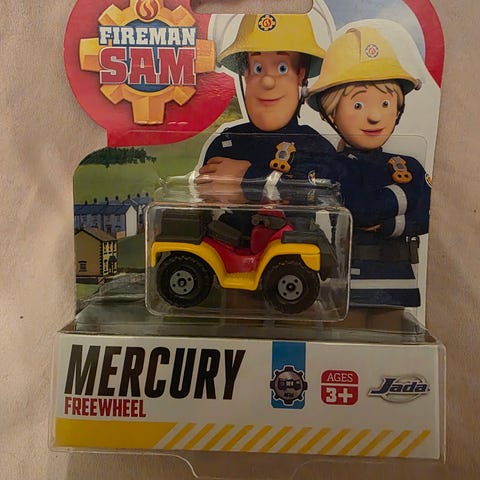 FIREMAN
SAM
MERCURY
FREEWHEEL
AGES
3+
Jada